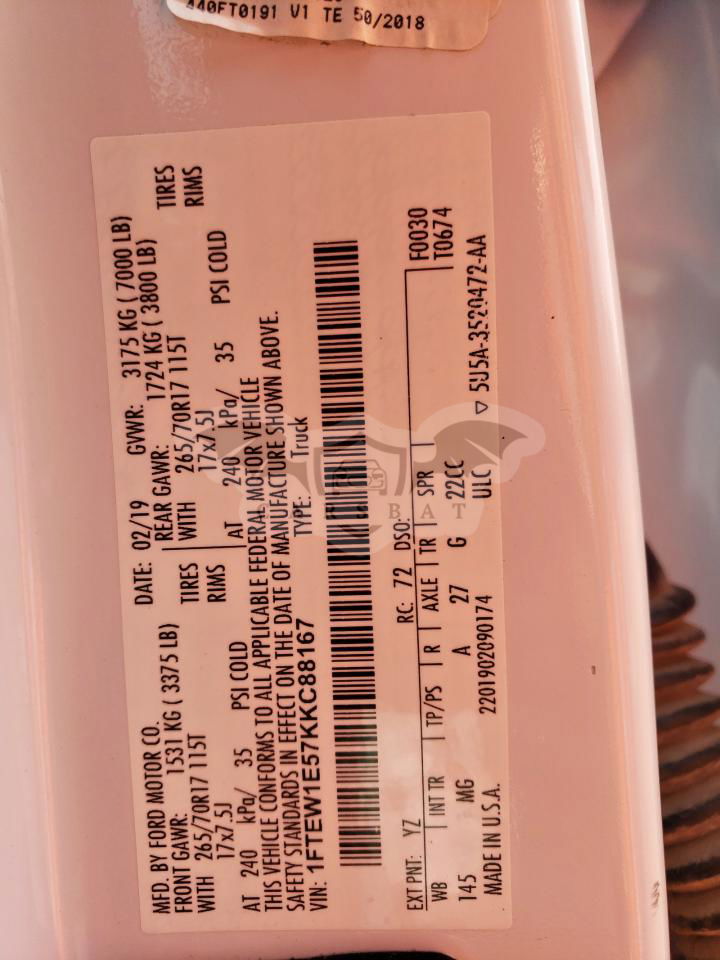 440FT0191 V1 TE 50/2018
MFD. BY FORD MOTOR CO.
DATE: 02/19 GVWR: 3175 KG ( 7000 LB)
FRONT GAWR: 1531 KG ( 3375 LB) REAR GAWR: 1724 KG ( 3800 LB)
WITH 265/70R17 115T TIRES WITH 265/70R17 115T TIRES
17x7.5J RIMS 17x7.5J RIMS
AT 240 kPa/ 35 PSI COLD AT 240 kPa/ 35 PSI COLD
THIS VEHICLE CONFORMS TO ALL APPLICABLE FEDERAL MOTOR VEHICLE
SAFETY STANDARDS IN EFFECT ON THE DATE OF MANUFACTURE SHOWN ABOVE.
VIN: 1FTEW1E57KKC88167 TYPE: Truck
EXT PNT: YZ RC: 72 DSO: F0030
WB INT TR TP/PS R AXLE TR SPR T0674
145 MG A 27 G 22CC
MADE IN U.S.A. 2201902090174 ULC 5U5A-3520472-AA
BAT